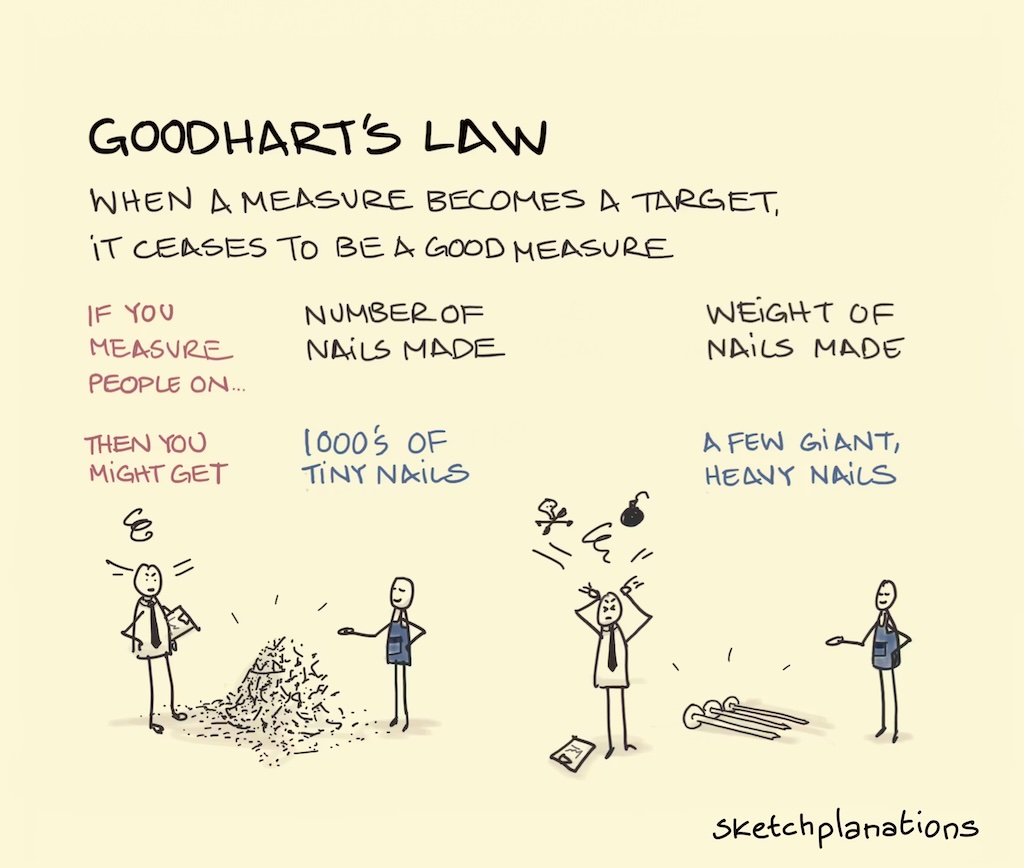 GOODHART'S LAW
WHEN A MEASURE BECOMES A TARGET,
IT CEASES TO BE A GOOD MEASURE
IF YOU
MEASURE
PEOPLE ON...
NUMBER OF
NAILS MADE
WEIGHT OF
NAILS MADE
THEN YOU
MIGHT GET
1000'S OF
TINY NAILS
A FEW GIANT,
HEAVY NAILS
sketchplanations